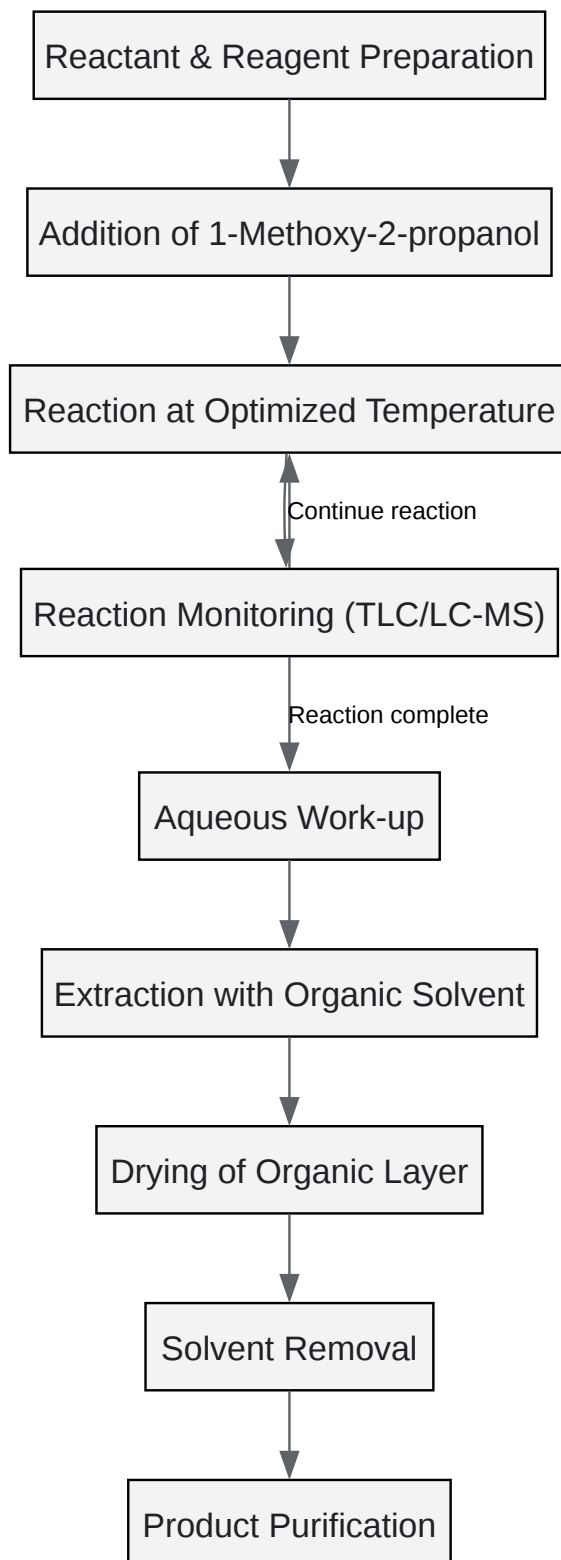 Reactant & Reagent Preparation
Addition of 1-Methoxy-2-propanol
Reaction at Optimized Temperature
Continue reaction
Reaction Monitoring (TLC/LC-MS)
Reaction complete
Aqueous Work-up
Extraction with Organic Solvent
Drying of Organic Layer
Solvent Removal
Product Purification